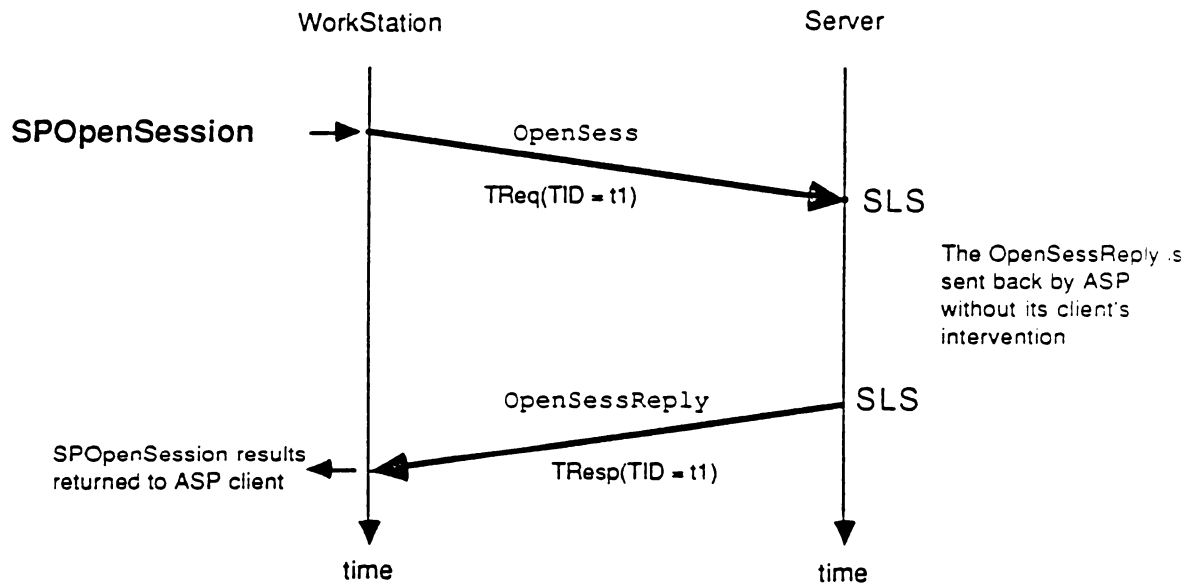 WorkStation
Server
SPOpenSession
OpenSess
TReq(TID = t1)
SLS
The OpenSessReply is
sent back by ASP
without its client's
intervention
OpenSessReply
SLS
SPOpenSession results
returned to ASP client
TResp(TID = t1)
time
time